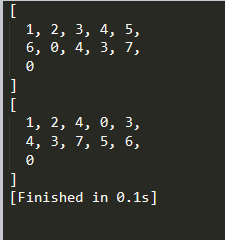 [
  1, 2, 3, 4, 5,
  6, 0, 4, 3, 7,
  0
]
[
  1, 2, 4, 0, 3,
  4, 3, 7, 5, 6,
  0
]
[Finished in 0.1s]